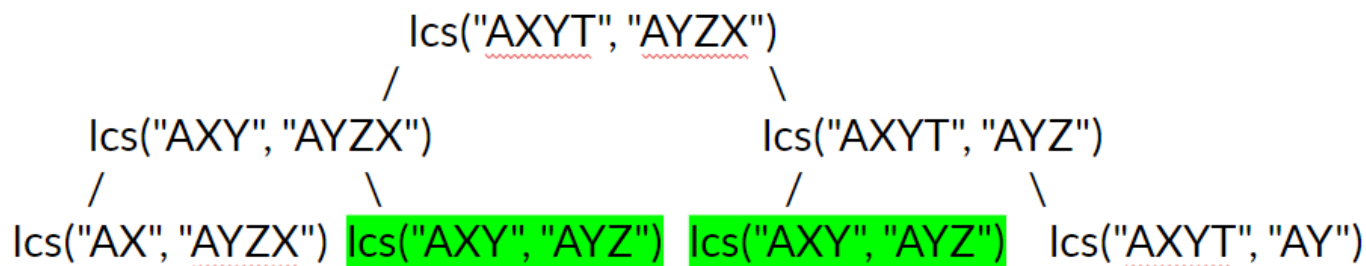 lcs("AXYT", "AYZX")
/ \
lcs("AXY", "AYZX") lcs("AXYT", "AYZ")
/ \ / \
lcs("AX", "AYZX") lcs("AXY", "AYZ") lcs("AXY", "AYZ") lcs("AXYT", "AY")